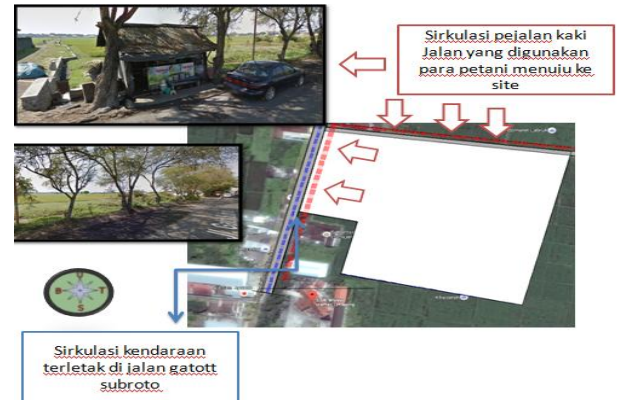 Sirkulasi pejalan kaki
Jalan yang digunakan
para petani menuju ke
site
U
B
T
S
Sirkulasi kendaraan
terletak di jalan gatott
subroto